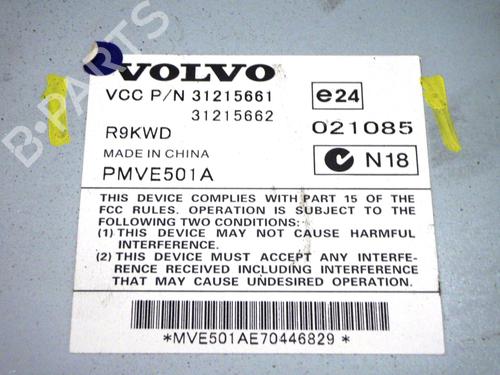 VOLVO
VCC P/N 31215661
31215662
e24
R9KWD
021085
MADE IN CHINA
N18
PMVE501A
THIS DEVICE COMPLIES WITH PART 15 OF THE
FCC RULES. OPERATION IS SUBJECT TO THE
FOLLOWING TWO CONDITIONS:
(1) THIS DEVICE MAY NOT CAUSE HARMFUL
INTERFERENCE.
(2) THIS DEVICE MUST ACCEPT ANY INTERFE-
RENCE RECEIVED INCLUDING INTERFERENCE
THAT MAY CAUSE UNDESIRED OPERATION.
*MVE501AE70446829*
B-PARTS